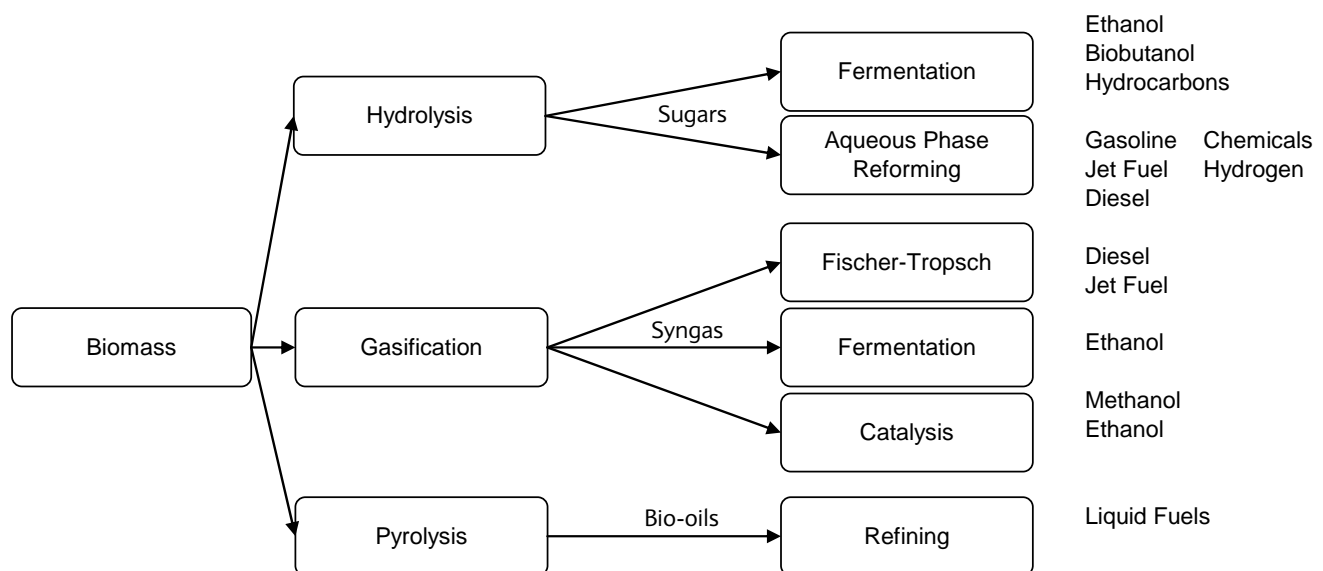 Ethanol
Biobutanol
Hydrocarbons
Fermentation
Hydrolysis
Sugars
Aqueous Phase
Reforming
Gasoline Chemicals
Jet Fuel Hydrogen
Diesel
Fischer-Tropsch
Diesel
Jet Fuel
Biomass
Gasification
Syngas
Fermentation
Ethanol
Catalysis
Methanol
Ethanol
Pyrolysis
Bio-oils
Refining
Liquid Fuels